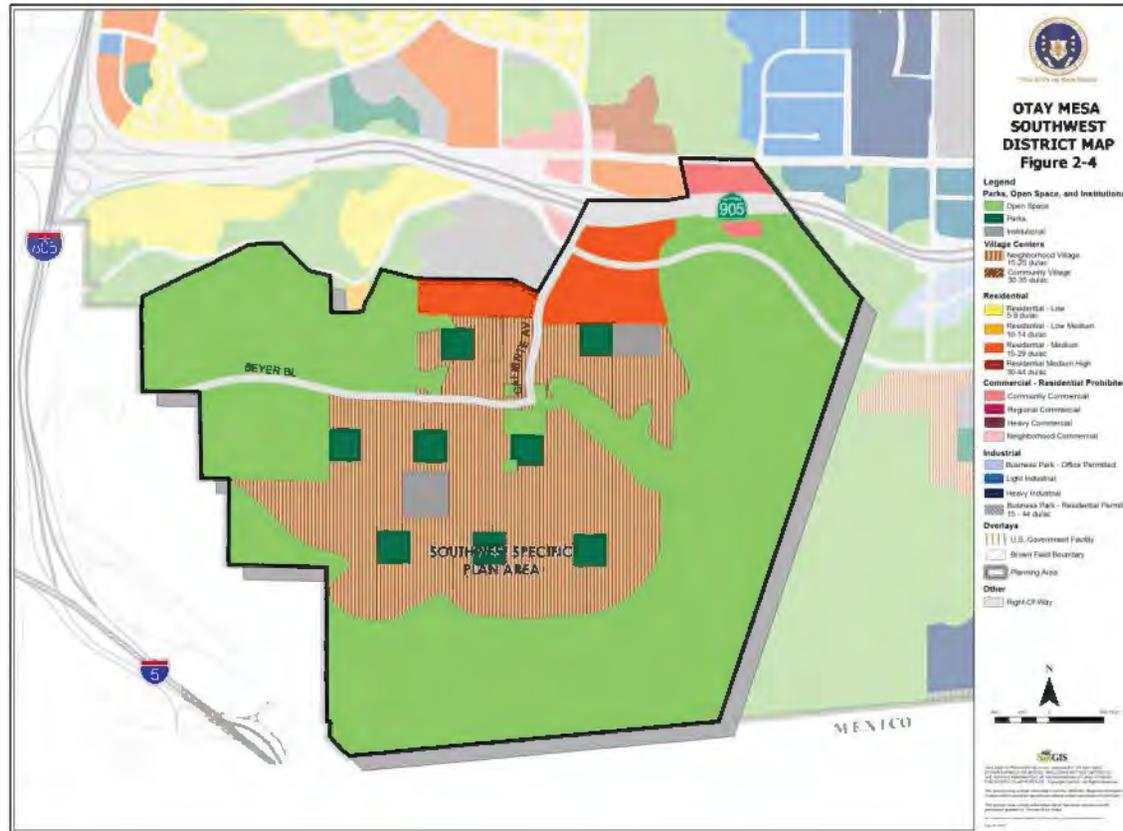 OTAY MESA
SOUTHWEST
DISTRICT MAP
Figure 2-4
Legend
Parks, Open Space, and Institutional
Open Space
Parks
Institutional
Village Centers
Neighborhood Village
15-25 du/ac
Community Village
30-35 du/ac
Residential
Residential - Low
5-9 du/ac
Residential - Low Medium
10-14 du/ac
Residential - Medium
15-29 du/ac
Residential Medium High
30-44 du/ac
Commercial - Residential Prohibited
Community Commercial
Regional Commercial
Heavy Commercial
Neighborhood Commercial
Industrial
Business Park - Office Permitted
Light Industrial
Heavy Industrial
Business Park - Residential Permit
15 - 44 du/ac
Overlays
U.S. Government Facility
Brown Field Boundary
Planning Area
Other
Right-Of-Way
N
SanGIS
905
805
BEYER BL
AV
SOUTHWEST SPECIFIC
PLAN AREA
5
MEXICO